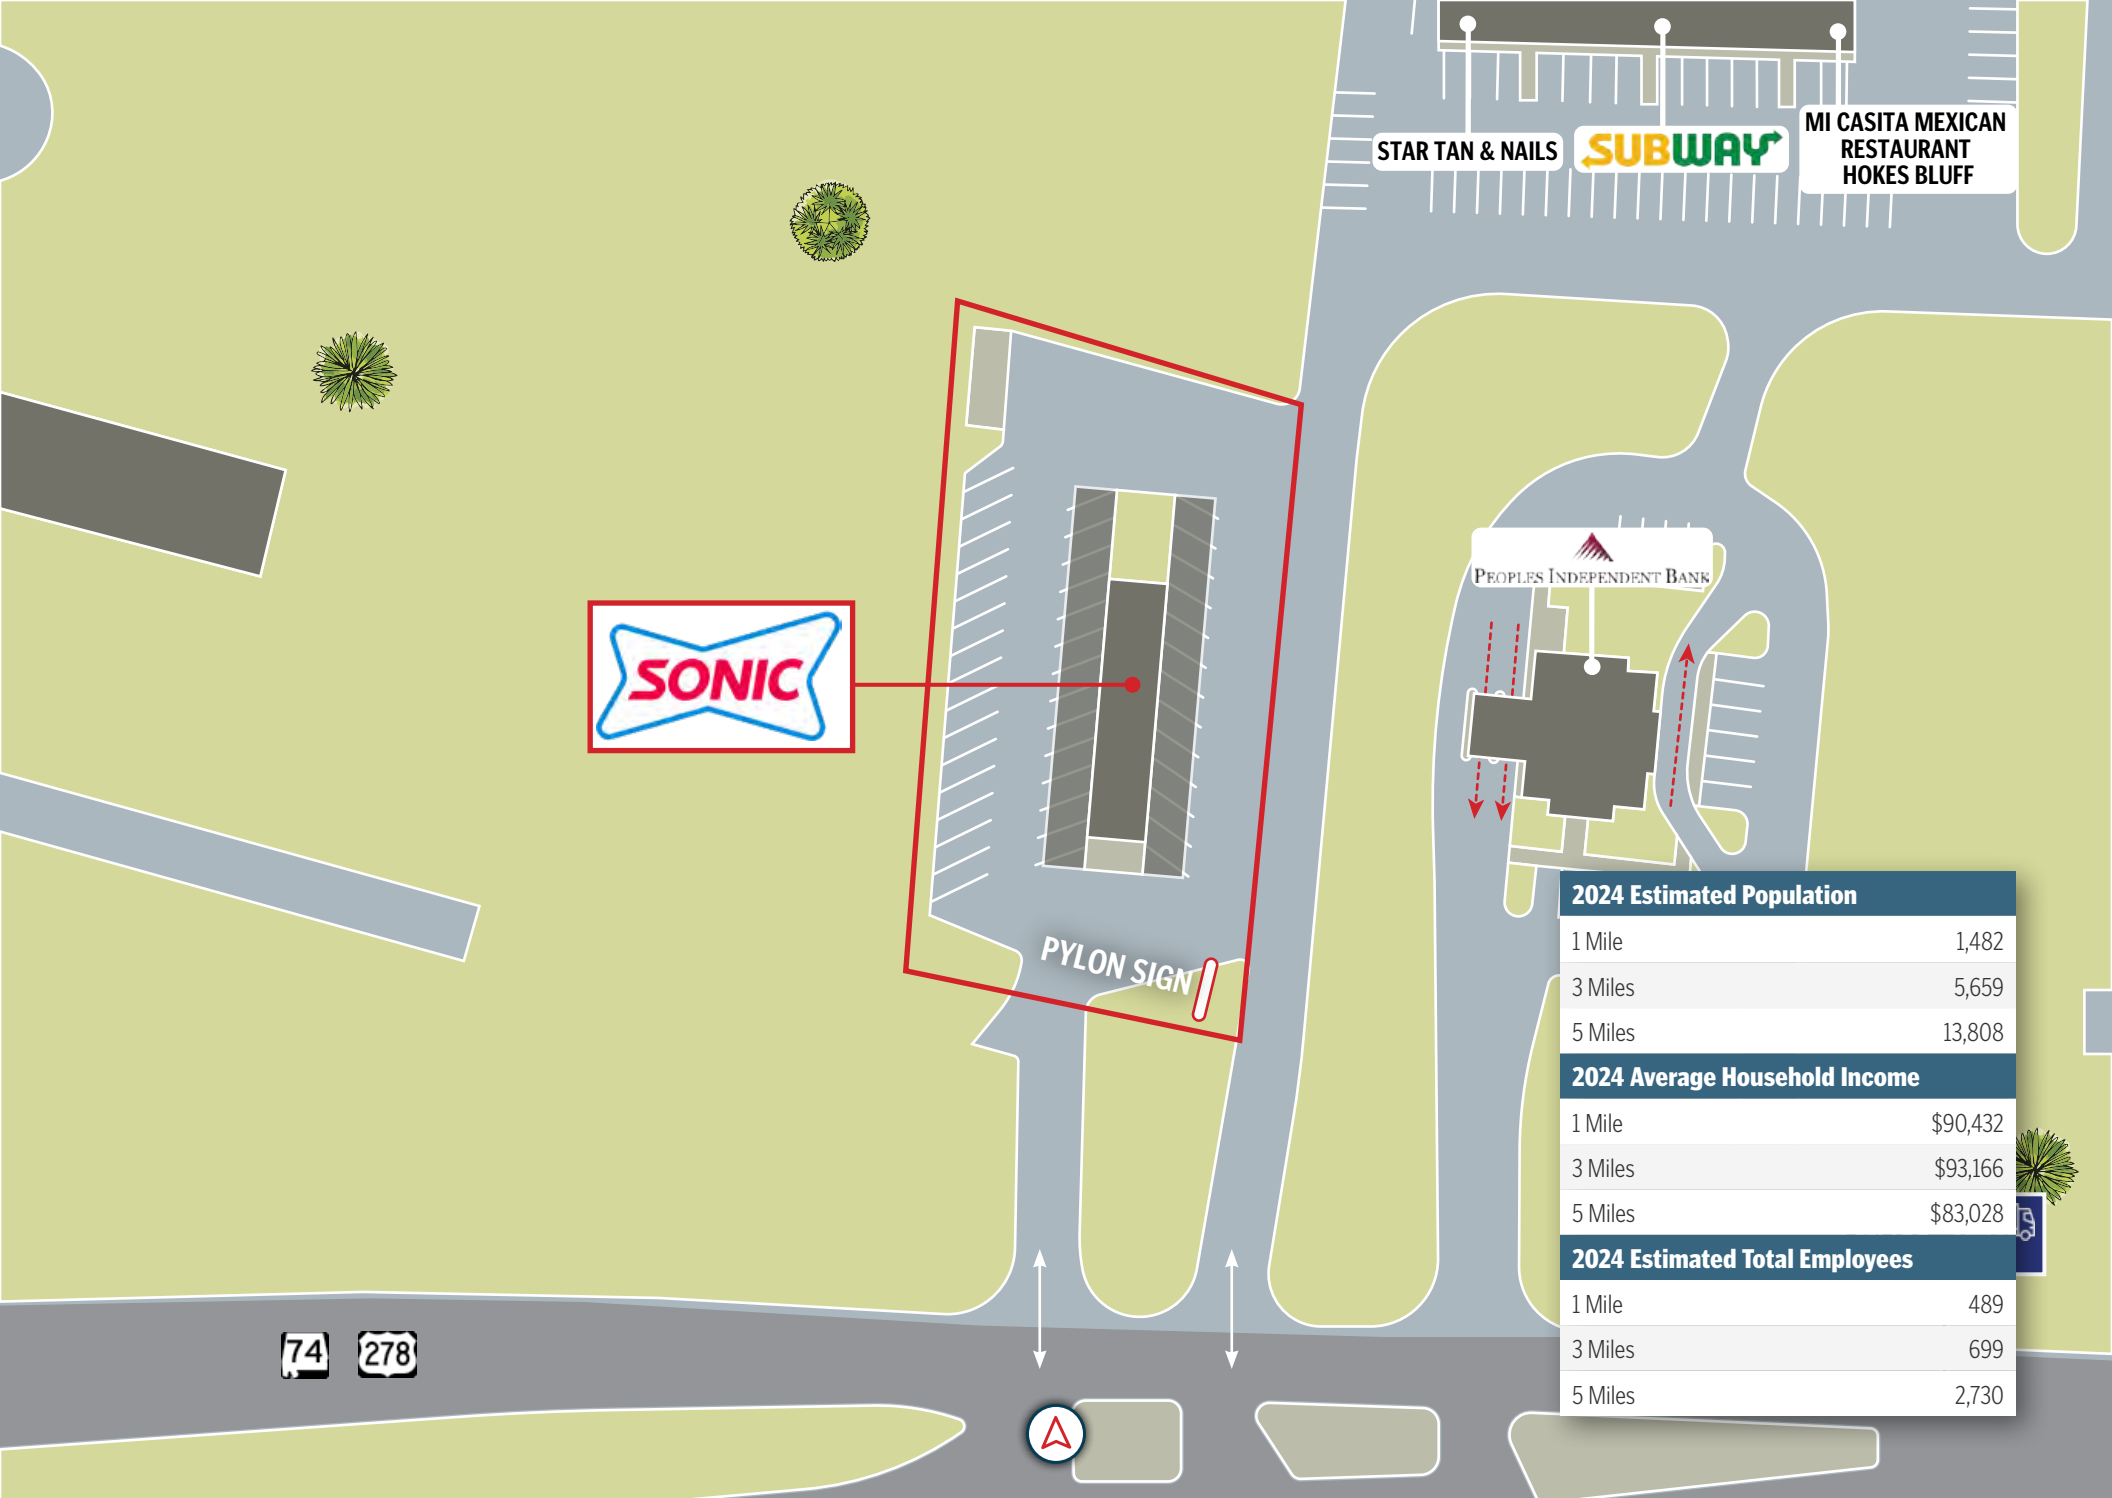 STAR TAN & NAILS
SUBWAY
MI CASITA MEXICAN
RESTAURANT
HOKES BLUFF
PEOPLES INDEPENDENT BANK
SONIC
PYLON SIGN
2024 Estimated Population
1 Mile 1,482
3 Miles 5,659
5 Miles 13,808
2024 Average Household Income
1 Mile $90,432
3 Miles $93,166
5 Miles $83,028
2024 Estimated Total Employees
1 Mile 489
3 Miles 699
5 Miles 2,730
74 278